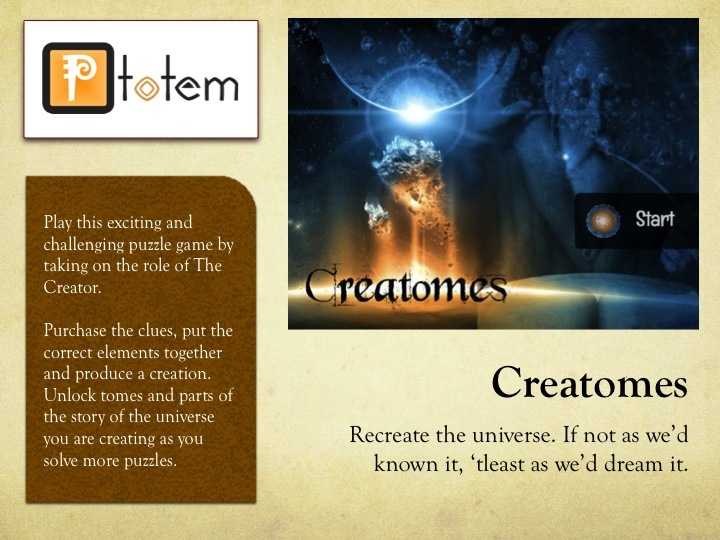 Ptotem
Play this exciting and
challenging puzzle game by
taking on the role of The
Creator.
Purchase the clues, put the
correct elements together
and produce a creation.
Unlock tomes and parts of
the story of the universe
you are creating as you
solve more puzzles.
Start
Creatomes
Creatomes
Recreate the universe. If not as we’d
known it, ‘tleast as we’d dream it.